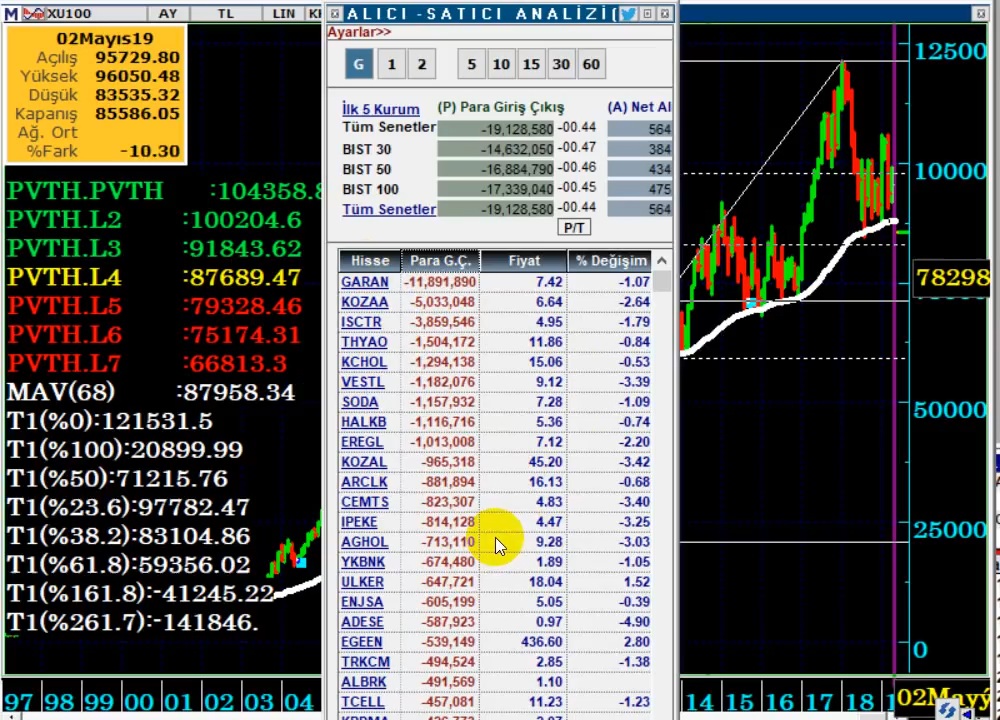 XU100 AY TL LIN
ALICI -SATICI ANALİZİ(
Ayarlar>>
G 1 2 5 10 15 30 60
02Mayıs19
Açılış 95729.80
Yüksek 96050.48
Düşük 83535.32
Kapanış 85586.05
Ağ. Ort
%Fark -10.30
PVTH.PVTH :104358.8
PVTH.L2 :100204.6
PVTH.L3 :91843.62
PVTH.L4 :87689.47
PVTH.L5 :79328.46
PVTH.L6 :75174.31
PVTH.L7 :66813.3
MAV(68) :87958.34
T1(%0):121531.5
T1(%100):20899.99
T1(%50):71215.76
T1(%23.6):97782.47
T1(%38.2):83104.86
T1(%61.8):59356.02
T1(%161.8):-41245.22
T1(%261.7):-141846.
İlk 5 Kurum (P) Para Giriş Çıkış (A) Net Al
Tüm Senetler -19,128,580 -00.44 564
BIST 30 -14,632,050 -00.47 384
BIST 50 -16,884,790 -00.46 434
BIST 100 -17,339,040 -00.45 475
Tüm Senetler -19,128,580 -00.44 564
P/T
Hisse Para G.Ç. Fiyat % Değişim
GARAN -11,891,890 7.42 -1.07
KOZAA -5,033,048 6.64 -2.64
ISCTR -3,859,546 4.95 -1.79
THYAO -1,504,172 11.86 -0.84
KCHOL -1,294,138 15.06 -0.53
VESTL -1,182,076 9.12 -3.39
SODA -1,157,932 7.28 -1.09
HALKB -1,116,716 5.36 -0.74
EREGL -1,013,008 7.12 -2.20
KOZAL -965,318 45.20 -3.42
ARCLK -881,894 16.13 -0.68
CEMTS -823,307 4.83 -3.40
IPEKE -814,128 4.47 -3.25
AGHOL -713,110 9.28 -3.03
YKBNK -674,480 1.89 -1.05
ULKER -647,721 18.04 1.52
ENJSA -605,199 5.05 -0.39
ADESE -587,923 0.97 -4.90
EGEEN -539,149 436.60 2.80
TRKCM -494,524 2.85 -1.38
ALBRK -491,569 1.10
TCELL -457,081 11.23 -1.23
12500
10000
78298
50000
25000
0
97 98 99 00 01 02 03 04 14 15 16 17 18 02Mayý